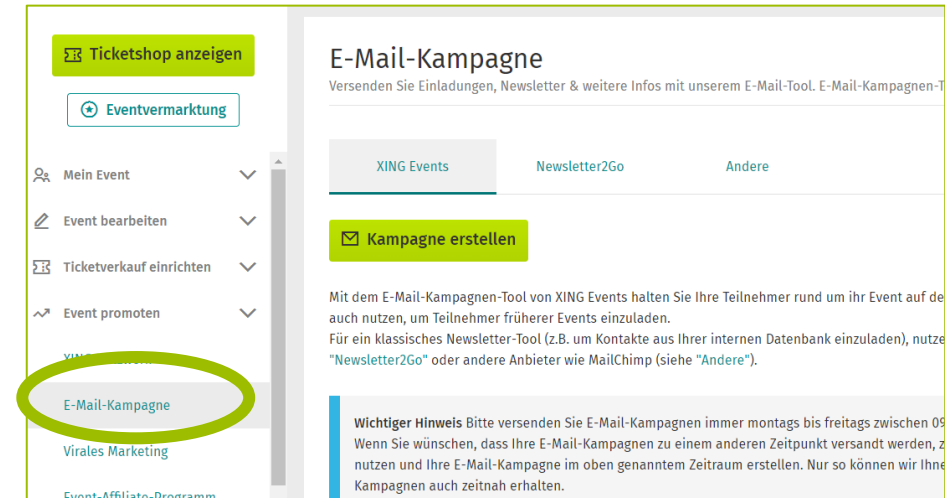 Ticketshop anzeigen
Eventvermarktung
Mein Event
Event bearbeiten
Ticketverkauf einrichten
Event promoten
E-Mail-Kampagne
Virales Marketing
Event-Affiliate-Programm
E-Mail-Kampagne
Versenden Sie Einladungen, Newsletter & weitere Infos mit unserem E-Mail-Tool. E-Mail-Kampagnen-T
XING Events
Newsletter2Go
Andere
Kampagne erstellen
Mit dem E-Mail-Kampagnen-Tool von XING Events halten Sie Ihre Teilnehmer rund um ihr Event auf de
auch nutzen, um Teilnehmer früherer Events einzuladen.
Für ein klassisches Newsletter-Tool (z.B. um Kontakte aus Ihrer internen Datenbank einzuladen), nutze
"Newsletter2Go" oder andere Anbieter wie MailChimp (siehe "Andere").
Wichtiger Hinweis Bitte versenden Sie E-Mail-Kampagnen immer montags bis freitags zwischen 09
Wenn Sie wünschen, dass Ihre E-Mail-Kampagnen zu einem anderen Zeitpunkt versandt werden, z
nutzen und Ihre E-Mail-Kampagne im oben genanntem Zeitraum erstellen. Nur so können wir Ihne
Kampagnen auch zeitnah erhalten.